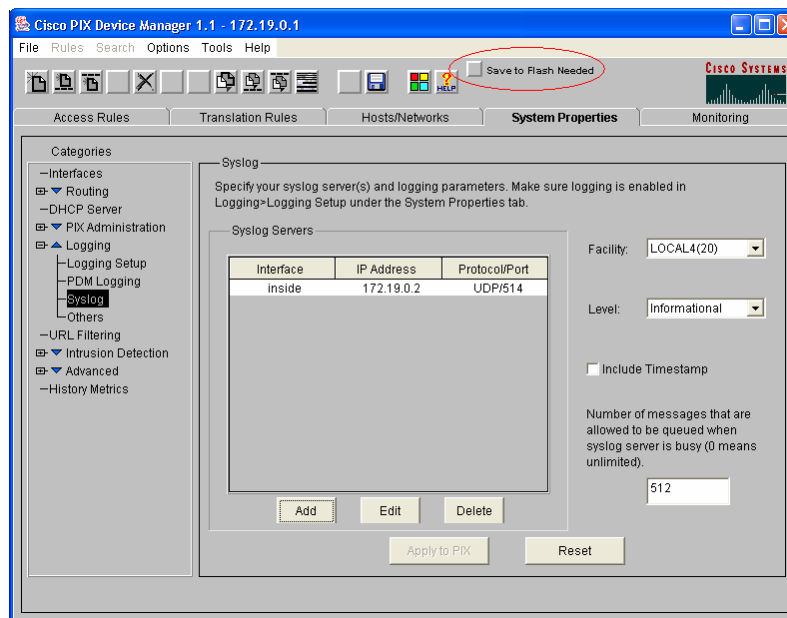 Cisco PIX Device Manager 1.1 - 172.19.0.1
File Rules Search Options Tools Help
HELP
Save to Flash Needed
CISCO SYSTEMS
Access Rules
Translation Rules
Hosts/Networks
System Properties
Monitoring
Categories
Interfaces
Routing
DHCP Server
PIX Administration
Logging
Logging Setup
PDM Logging
Syslog
Others
URL Filtering
Intrusion Detection
Advanced
History Metrics
Syslog
Specify your syslog server(s) and logging parameters. Make sure logging is enabled in
Logging>Logging Setup under the System Properties tab.
Syslog Servers
Interface IP Address Protocol/Port
inside 172.19.0.2 UDP/514
Add Edit Delete
Facility: LOCAL4(20)
Level: Informational
Include Timestamp
Number of messages that are
allowed to be queued when
syslog server is busy (0 means
unlimited).
512
Apply to PIX Reset